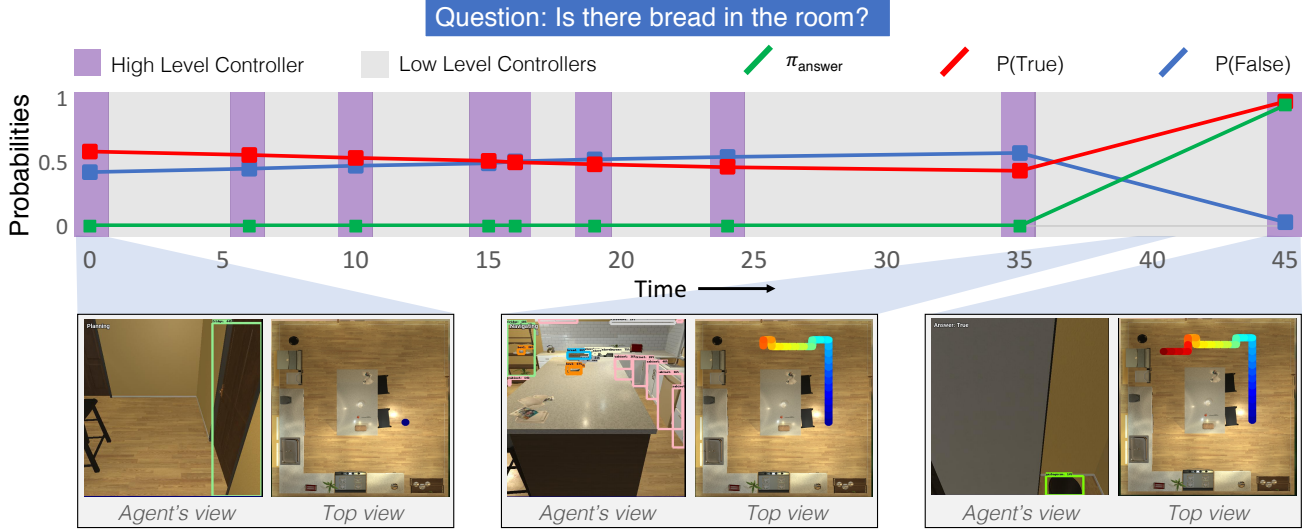 Question: Is there bread in the room?
High Level Controller
Low Level Controllers
πanswer
P(True)
P(False)
Probabilities
1
0.5
0
0 5 10 15 20 25 30 35 40 45
Time
Planning
Navigating
Answer: True
Agent's view
Top view
Agent's view
Top view
Agent's view
Top view